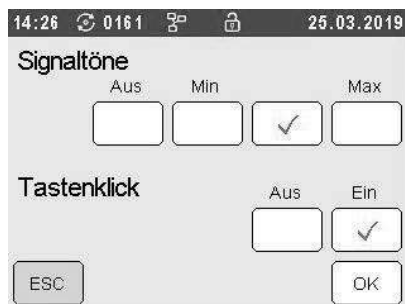 14:26 0161 25.03.2019
Signaltöne
Aus Min Max
Tastenklick
Aus Ein
ESC OK